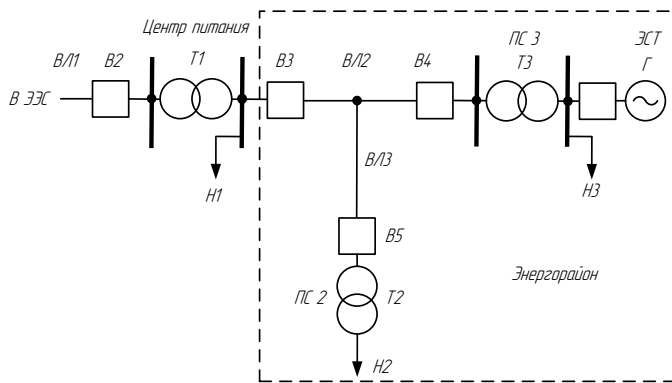 Центр питания
ПС 3
ЭСТ
ВЛ1
В2
Т1
В3
ВЛ2
В4
Т3
Г
В ЭЭС
Н1
ВЛ3
Н3
В5
Энергорайон
ПС 2
Т2
Н2